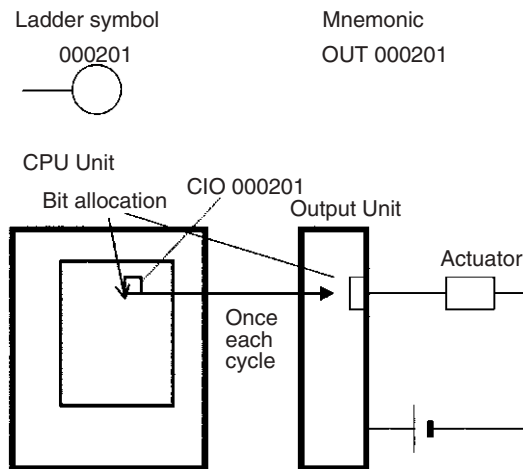 Ladder symbol
000201
Mnemonic
OUT 000201
CPU Unit
Bit allocation
CIO 000201
Output Unit
Actuator
Once
each
cycle